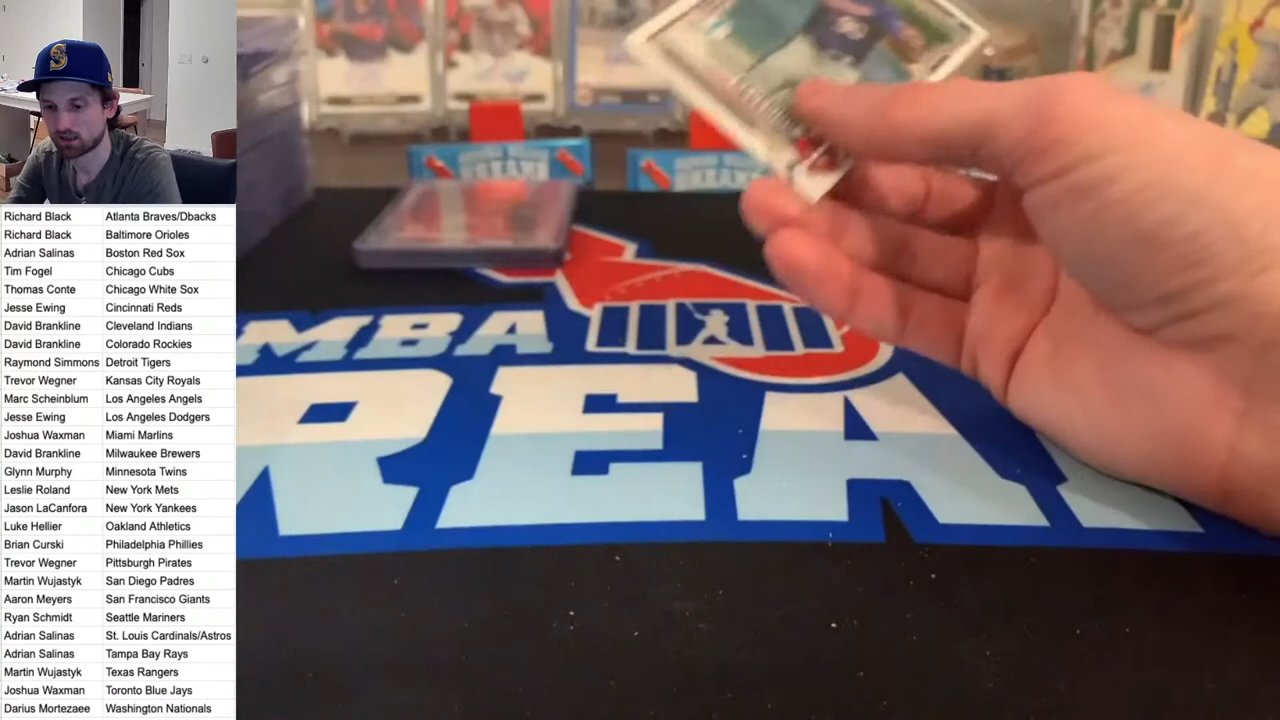 S
Richard Black Atlanta Braves/Dbacks
Richard Black Baltimore Orioles
Adrian Salinas Boston Red Sox
Tim Fogel Chicago Cubs
Thomas Conte Chicago White Sox
Jesse Ewing Cincinnati Reds
David Brankline Cleveland Indians
David Brankline Colorado Rockies
Raymond Simmons Detroit Tigers
Trevor Wegner Kansas City Royals
Marc Scheinblum Los Angeles Angels
Jesse Ewing Los Angeles Dodgers
Joshua Waxman Miami Marlins
David Brankline Milwaukee Brewers
Glynn Murphy Minnesota Twins
Leslie Roland New York Mets
Jason LaCanfora New York Yankees
Luke Hellier Oakland Athletics
Brian Curski Philadelphia Phillies
Trevor Wegner Pittsburgh Pirates
Martin Wujastyk San Diego Padres
Aaron Meyers San Francisco Giants
Ryan Schmidt Seattle Mariners
Adrian Salinas St. Louis Cardinals/Astros
Adrian Salinas Tampa Bay Rays
Martin Wujastyk Texas Rangers
Joshua Waxman Toronto Blue Jays
Darius Mortezaee Washington Nationals
MBA
REA